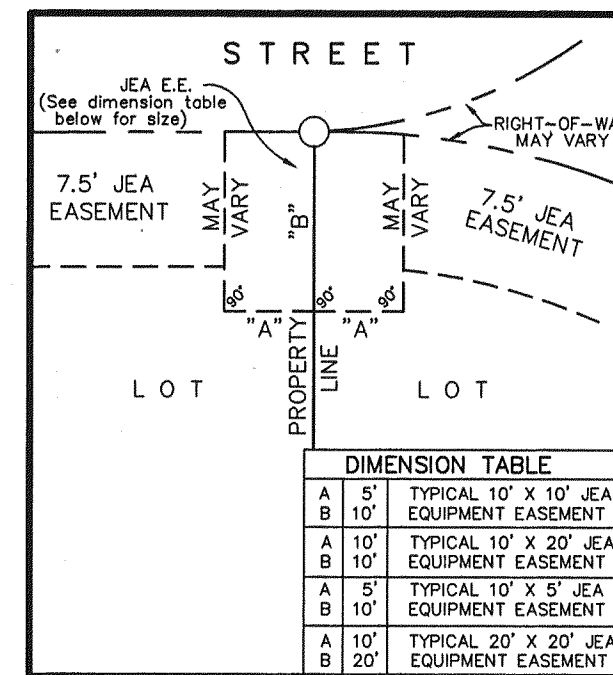 STREET
JEA E.E.
(See dimension table
below for size)
RIGHT-OF-WA
MAY VARY
7.5' JEA
EASEMENT
MAY
VARY
"B"
MAY
VARY
7.5' JEA
EASEMENT
90°
90°
90°
"A"
"A"
PROPERTY
LINE
LOT
LOT
DIMENSION TABLE
A 5' TYPICAL 10' X 10' JEA
B 10' EQUIPMENT EASEMENT
A 10' TYPICAL 10' X 20' JEA
B 10' EQUIPMENT EASEMENT
A 5' TYPICAL 10' X 5' JEA
B 10' EQUIPMENT EASEMENT
A 10' TYPICAL 20' X 20' JEA
B 20' EQUIPMENT EASEMENT